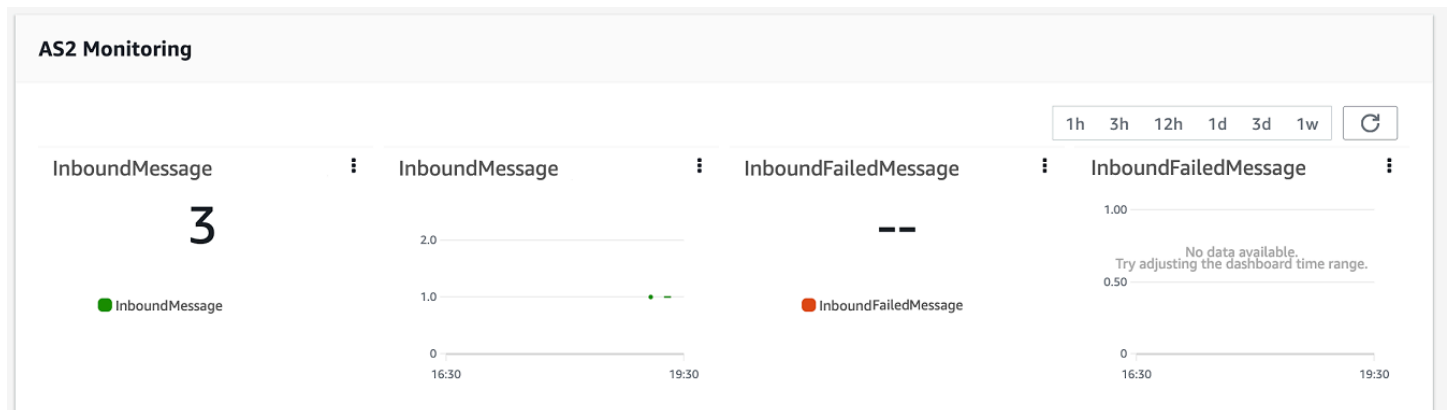 AS2 Monitoring
1h 3h 12h 1d 3d 1w
InboundMessage
3
InboundMessage
InboundMessage
2.0
1.0
0
16:30 19:30
InboundFailedMessage
--
InboundFailedMessage
InboundFailedMessage
1.00
No data available.
Try adjusting the dashboard time range.
0.50
0
16:30 19:30